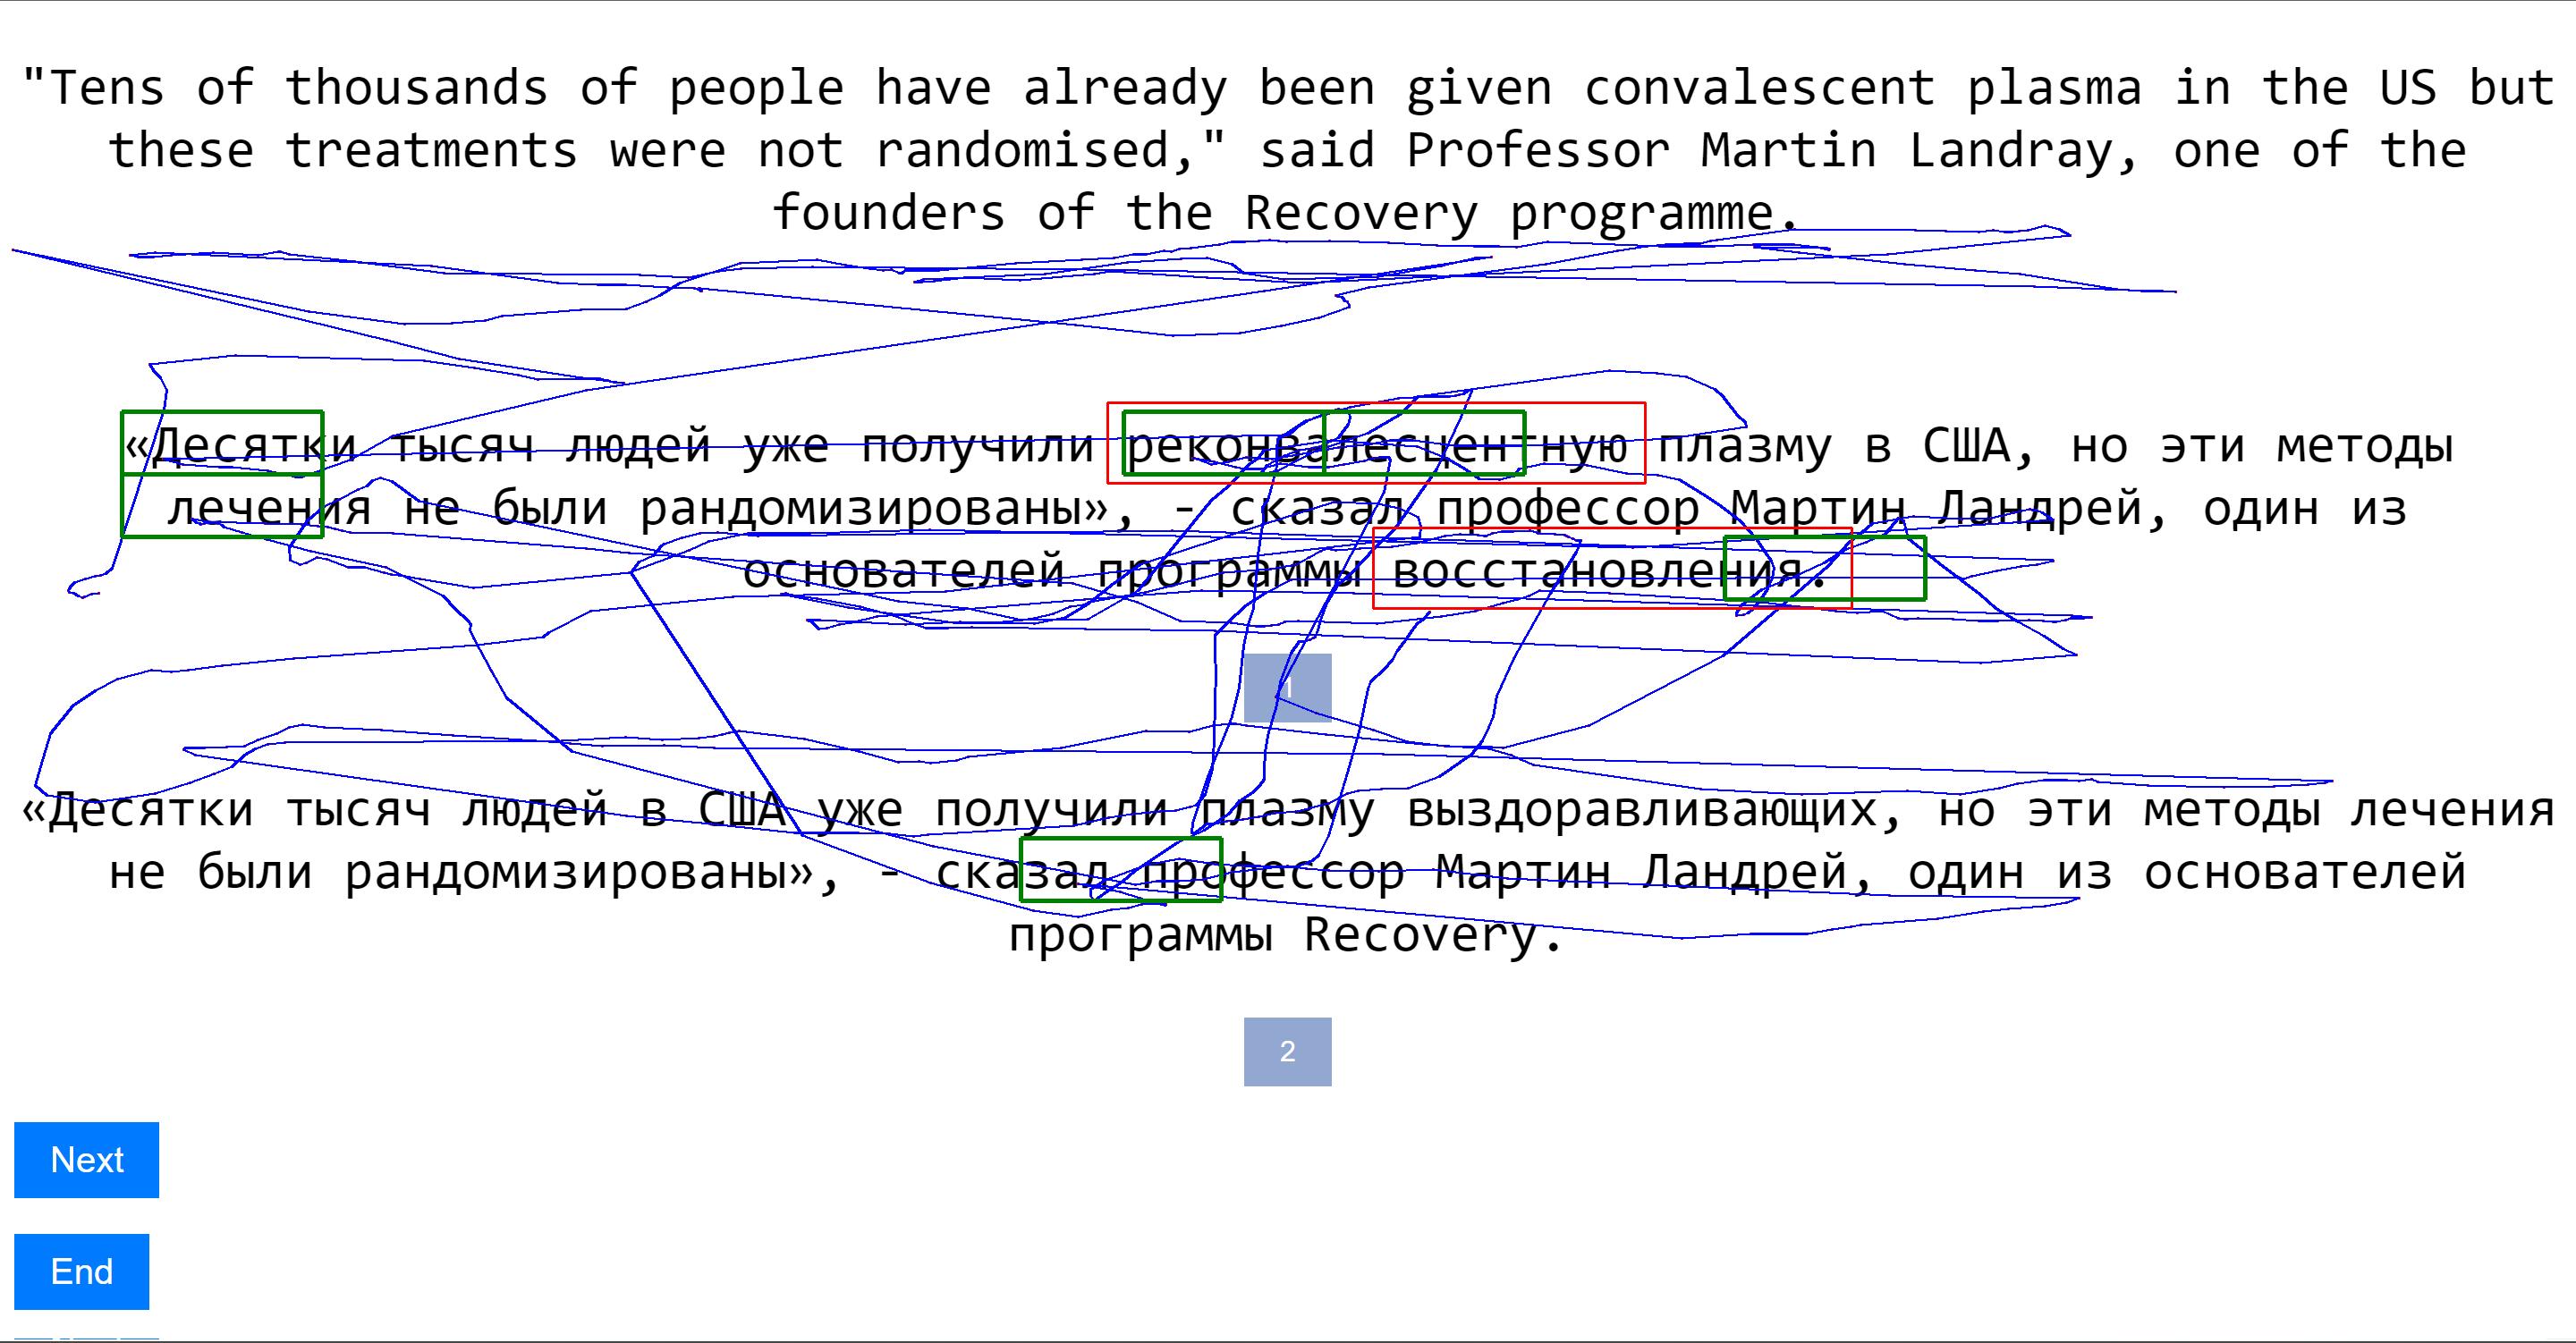 "Tens of thousands of people have already been given convalescent plasma in the US but
these treatments were not randomised," said Professor Martin Landray, one of the
founders of the Recovery programme.
«Десятки тысяч людей уже получили реконвалесцентную плазму в США, но эти методы
лечения не были рандомизированы», - сказал профессор Мартин Ландрей, один из
основателей программы восстановления.
1
«Десятки тысяч людей в США уже получили плазму выздоравливающих, но эти методы лечения
не были рандомизированы», - сказал профессор Мартин Ландрей, один из основателей
программы Recovery.
2
Next
End